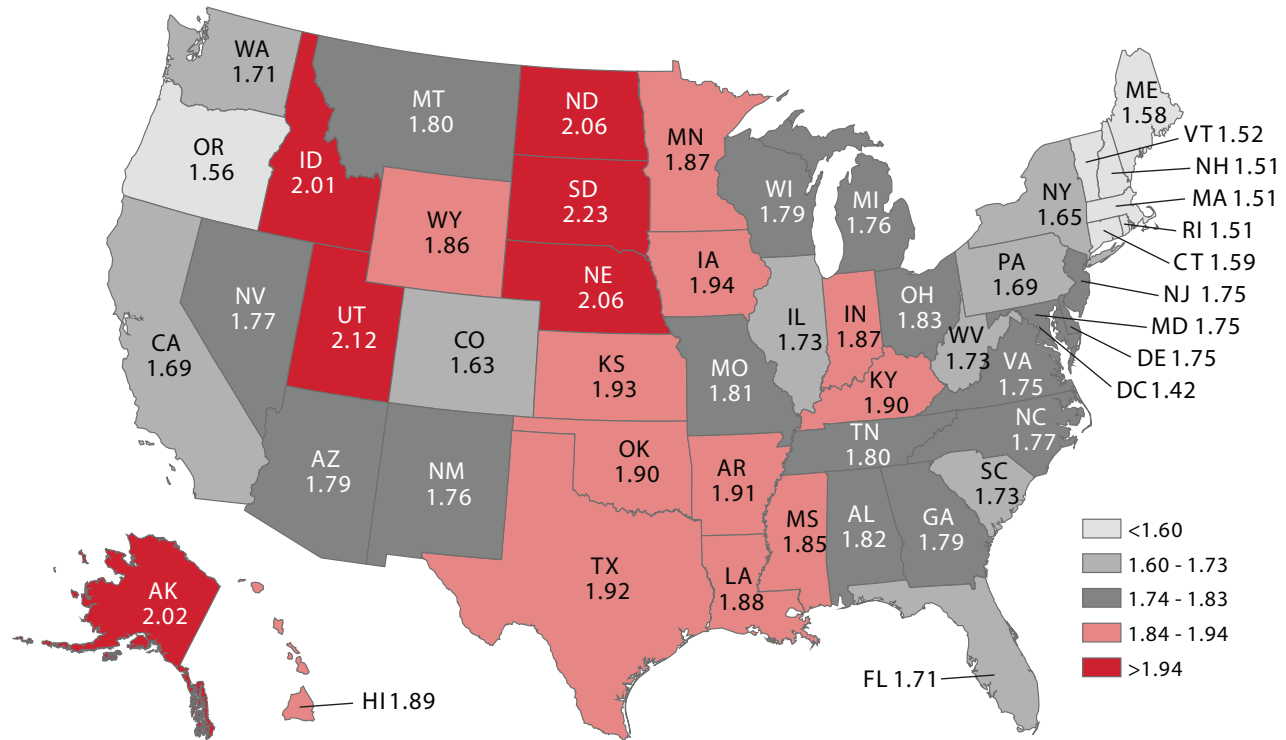 WA
1.71
OR
1.56
CA
1.69
NV
1.77
ID
2.01
MT
1.80
WY
1.86
UT
2.12
CO
1.63
AZ
1.79
NM
1.76
ND
2.06
SD
2.23
NE
2.06
KS
1.93
OK
1.90
TX
1.92
MN
1.87
IA
1.94
MO
1.81
AR
1.91
LA
1.88
WI
1.79
IL
1.73
MI
1.76
IN
1.87
OH
1.83
KY
1.90
TN
1.80
MS
1.85
AL
1.82
GA
1.79
FL 1.71
SC
1.73
NC
1.77
VA
1.75
WV
1.73
PA
1.69
NY
1.65
ME
1.58
VT 1.52
NH 1.51
MA 1.51
RI 1.51
CT 1.59
NJ 1.75
MD 1.75
DE 1.75
DC 1.42
AK
2.02
HI 1.89
<1.60
1.60 - 1.73
1.74 - 1.83
1.84 - 1.94
>1.94